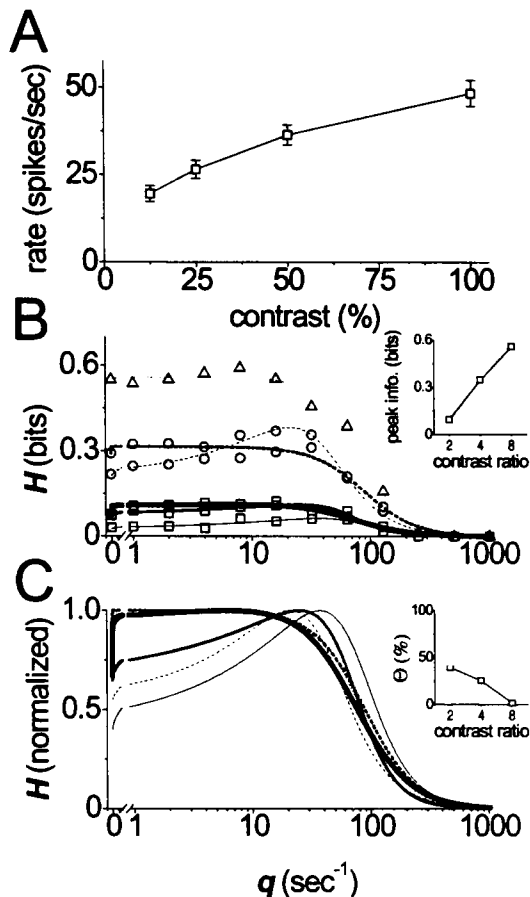 A
rate (spikes/sec)
50
25
0
0 25 50 75 100
contrast (%)
B
H (bits)
0.6
0.3
0
0 1 10 100 1000
peak info. (bits)
0.6
0.3
0
2 4 8
contrast ratio
C
H (normalized)
1.0
0.5
0
0 1 10 100 1000
q (sec⁻¹)
Θ (%)
100
50
0
2 4 8
contrast ratio